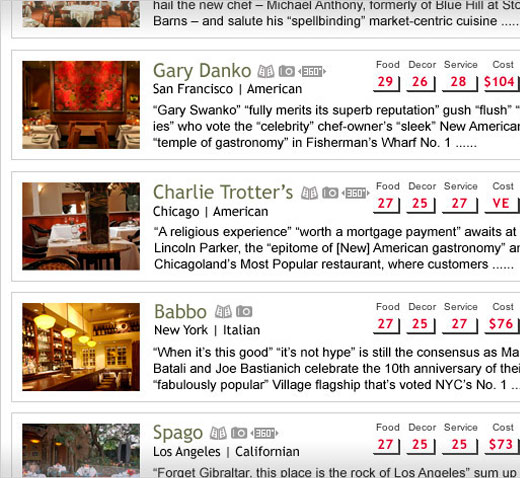 hail the new chef – Michael Anthony, formerly of Blue Hill at Sto
Barns – and salute his “spellbinding” market-centric cuisine .....
Gary Danko 360°
San Francisco | American
Food Decor Service Cost
29 26 28 $104
“Gary Swanko” “fully merits its superb reputation” gush “flush” “
ies” who vote the “celebrity” chef-owner’s “sleek” New American
“temple of gastronomy” in Fisherman’s Wharf No. 1 ......
Charlie Trotter’s 360°
Chicago | American
Food Decor Service Cost
27 25 27 VE
“A religious experience” “worth a mortgage payment” awaits at
Lincoln Parker, the “epitome of [New] American gastronomy” an
Chicagoland’s Most Popular restaurant, where customers ......
Babbo
New York | Italian
Food Decor Service Cost
27 25 27 $76
“When it’s this good” “it’s not hype” is still the consensus as Ma
Batali and Joe Bastianich celebrate the 10th anniversary of thei
“fabulously popular” Village flagship that’s voted NYC’s No. 1 ...
Spago 360°
Los Angeles | Californian
Food Decor Service Cost
27 25 25 $73
“Forget Gibraltar, this place is the rock of Los Angeles” sum up